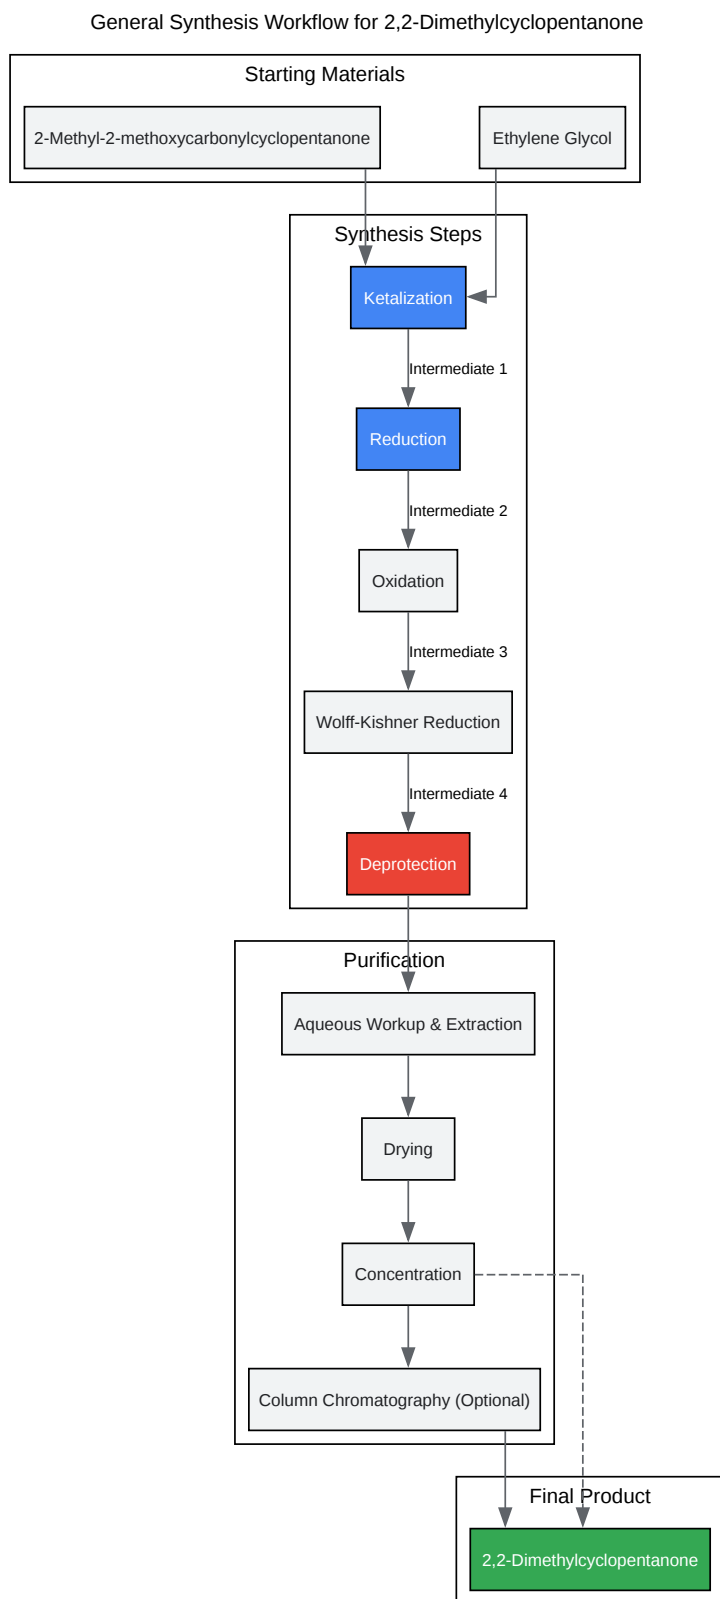 General Synthesis Workflow for 2,2-Dimethylcyclopentanone
Starting Materials
2-Methyl-2-methoxycarbonylcyclopentanone
Ethylene Glycol
Synthesis Steps
Ketalization
Intermediate 1
Reduction
Intermediate 2
Oxidation
Intermediate 3
Wolff-Kishner Reduction
Intermediate 4
Deprotection
Purification
Aqueous Workup & Extraction
Drying
Concentration
Column Chromatography (Optional)
Final Product
2,2-Dimethylcyclopentanone